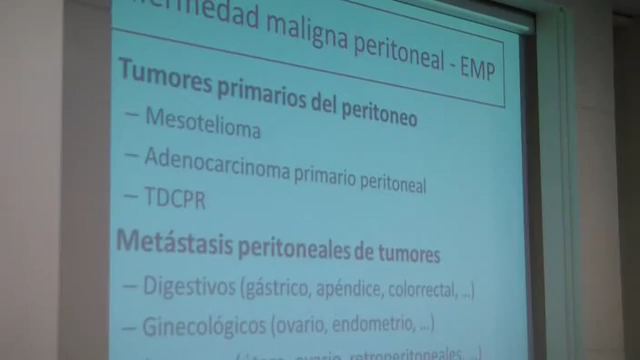 maligna peritoneal - EMP
Tumores primarios del peritoneo
– Mesotelioma
– Adenocarcinoma primario peritoneal
– TDCPR
Metástasis peritoneales de tumores
– Digestivos (gástrico, apéndice, colorrectal, ...)
– Ginecológicos (ovario, endometrio, ...)